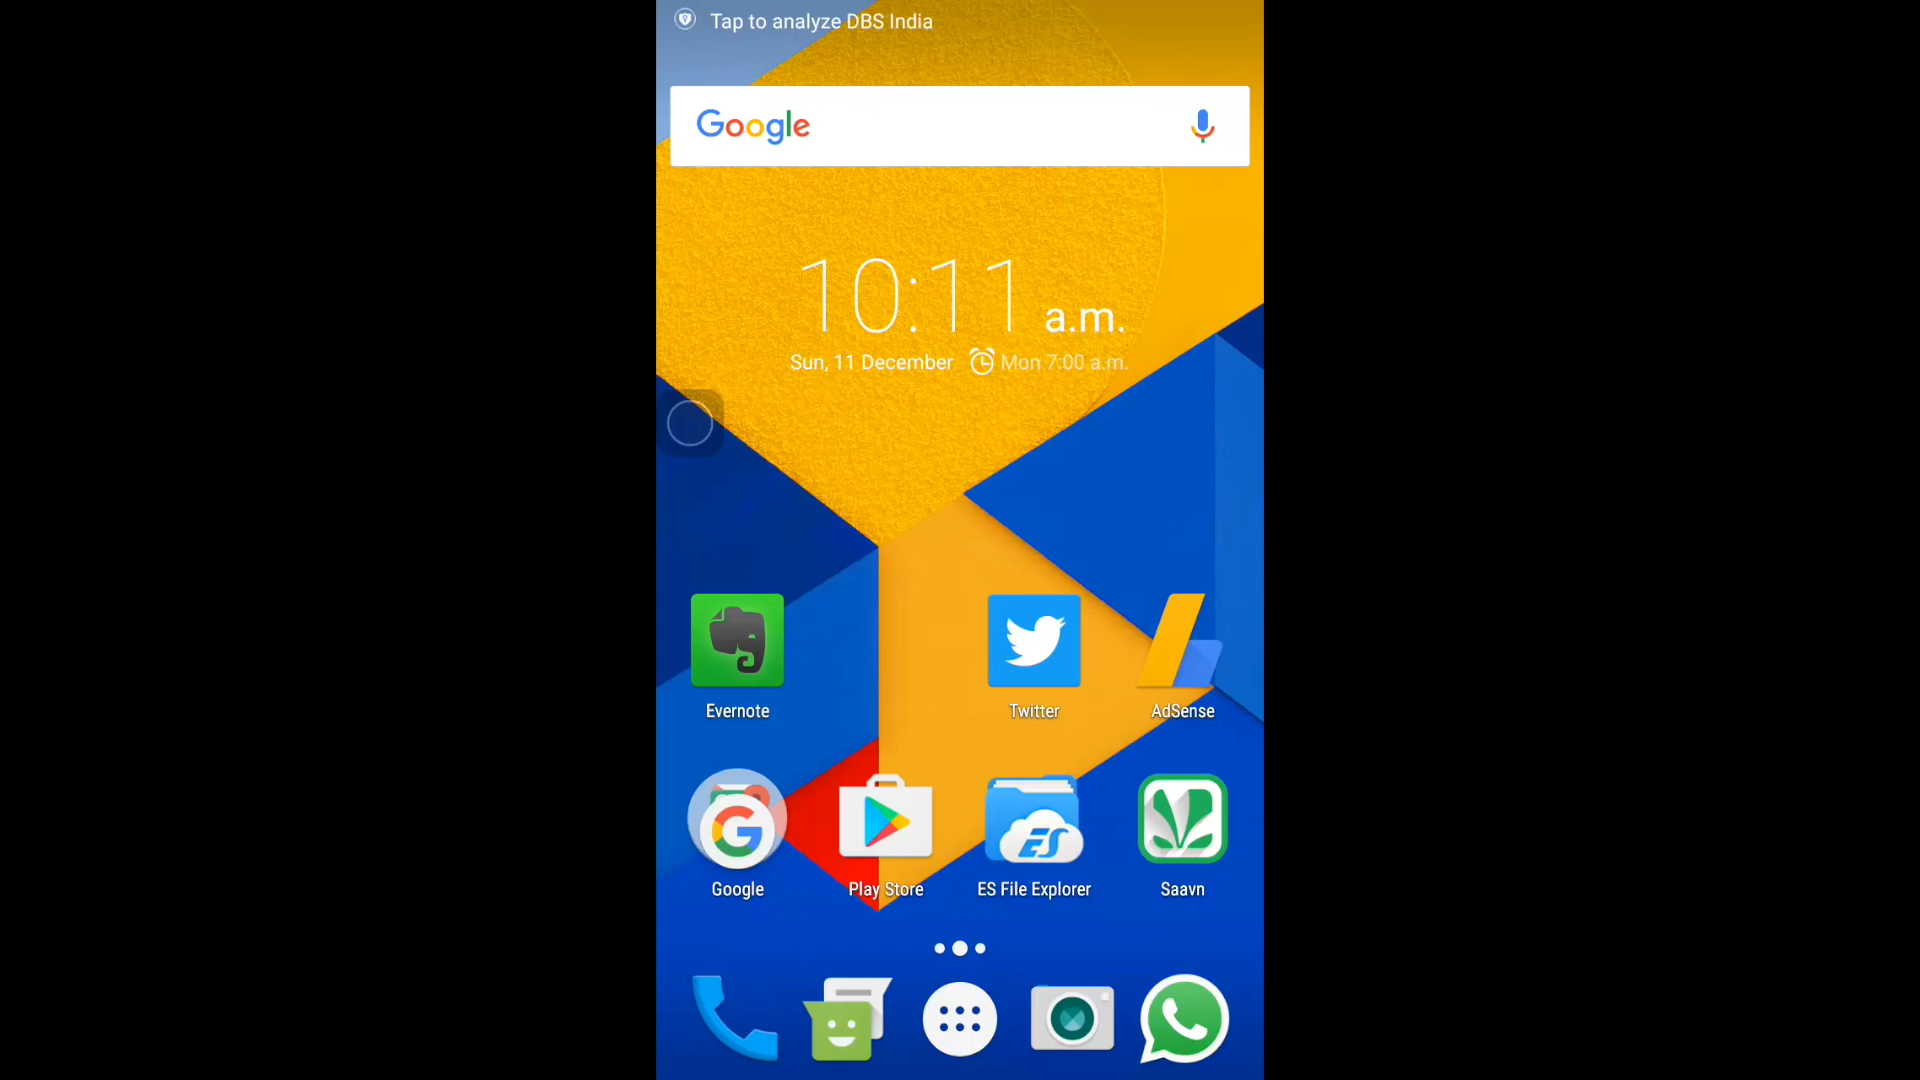 Tap to analyze DBS India
Google
10:11 a.m.
Sun, 11 December Mon 7:00 a.m.
Evernote
Twitter
AdSense
G
ES
Google
Play Store
ES File Explorer
Saavn